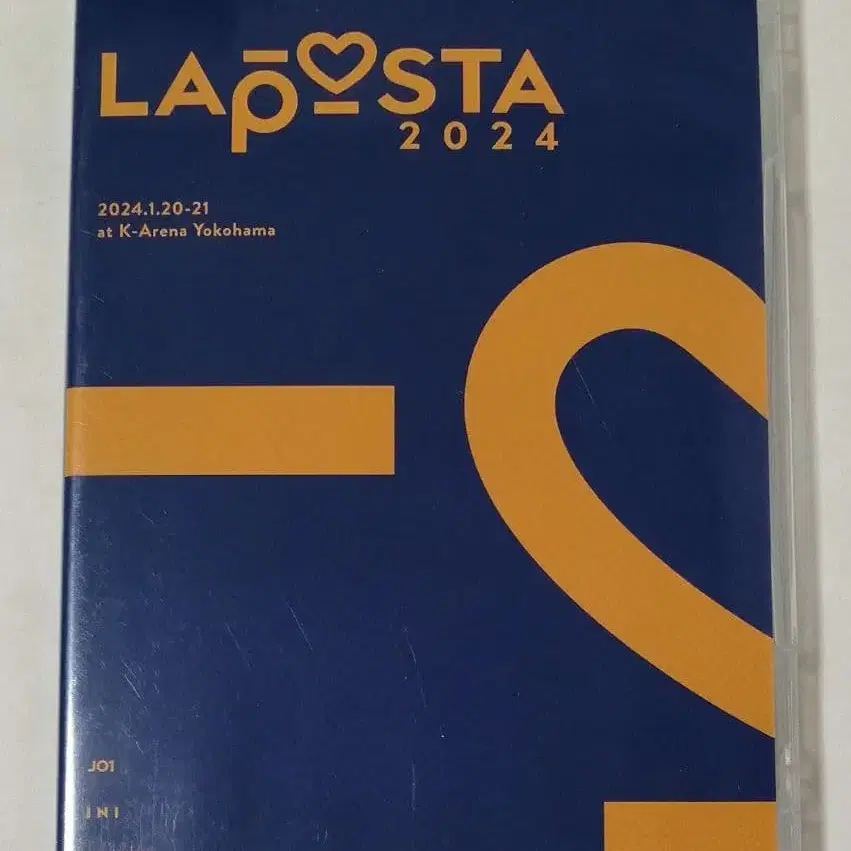 LAPOSTA
2024
2024.1.20-21
at K-Arena Yokohama
JO1
INI